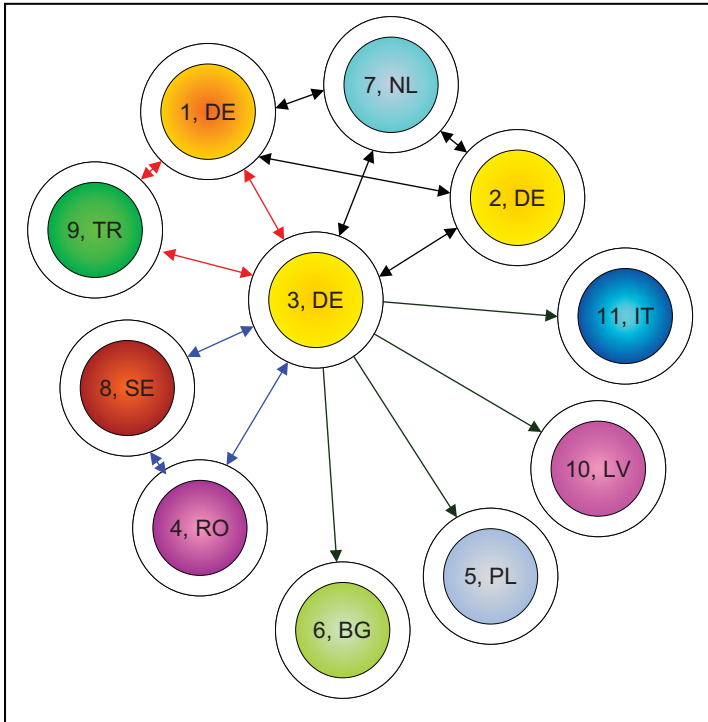 7, NL
1, DE
2, DE
9, TR
3, DE
11, IT
8, SE
10, LV
4, RO
5, PL
6, BG